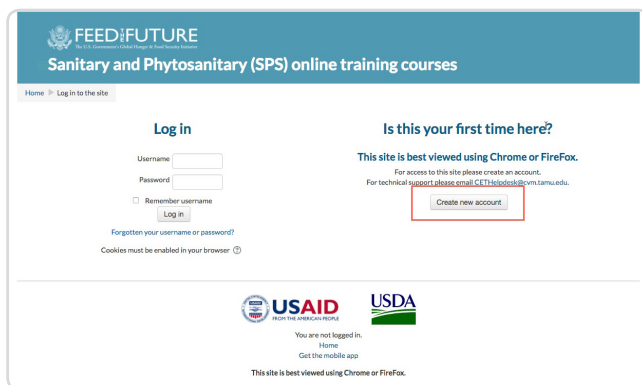 FEED THE FUTURE
The U.S. Government's Global Hunger & Food Security Initiative
Sanitary and Phytosanitary (SPS) online training courses
Home
Log in to the site
Log in
Username
Password
Remember username
Log in
Forgotten your username or password?
Cookies must be enabled in your browser
Is this your first time here?
This site is best viewed using Chrome or FireFox.
For access to this site please create an account.
For technical support please email CETHelpdesk@cvm.tamu.edu.
Create new account
USAID
FROM THE AMERICAN PEOPLE
USDA
You are not logged in.
Home
Get the mobile app
This site is best viewed using Chrome or FireFox.